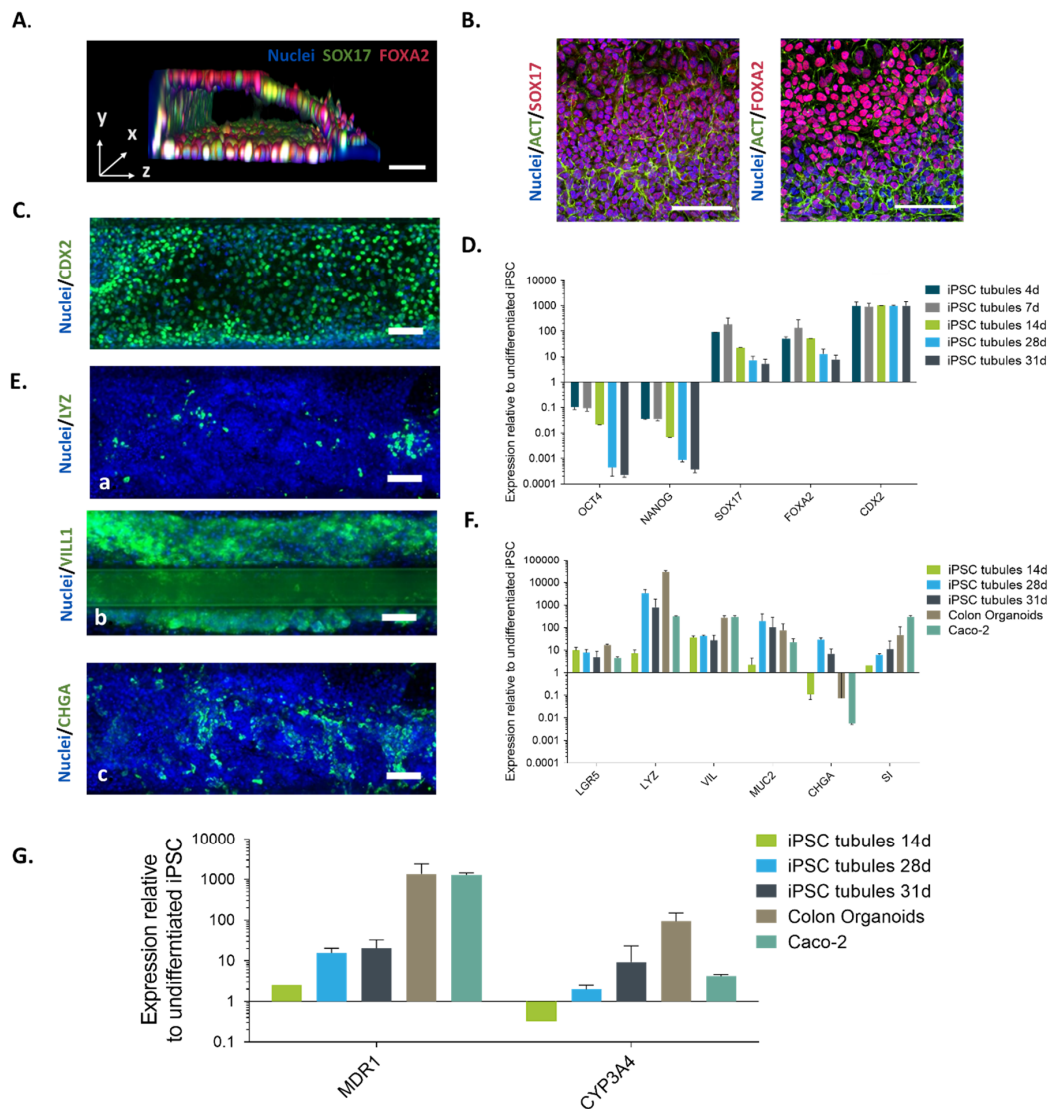 A.
Nuclei SOX17 FOXA2
y
x
z
B.
Nuclei/ACT/SOX17
Nuclei/ACT/FOXA2
C.
Nuclei/CDX2
D.
Expression relative to undifferentiated iPSC
10000
1000
100
10
1
0.1
0.01
0.001
0.0001
OCT4
NANOG
SOX17
FOXA2
CDX2
iPSC tubules 4d
iPSC tubules 7d
iPSC tubules 14d
iPSC tubules 28d
iPSC tubules 31d
E.
Nuclei/LYZ
a
Nuclei/VILL1
b
Nuclei/CHGA
c
F.
Expression relative to undifferentiated iPSC
100000
10000
1000
100
10
1
0.1
0.01
0.001
0.0001
LGR5
LYZ
VIL
MUC2
CHGA
SI
iPSC tubules 14d
iPSC tubules 28d
iPSC tubules 31d
Colon Organoids
Caco-2
G.
Expression relative
to undifferentiated iPSC
10000
1000
100
10
1
0.1
MDR1
CYP3A4
iPSC tubules 14d
iPSC tubules 28d
iPSC tubules 31d
Colon Organoids
Caco-2